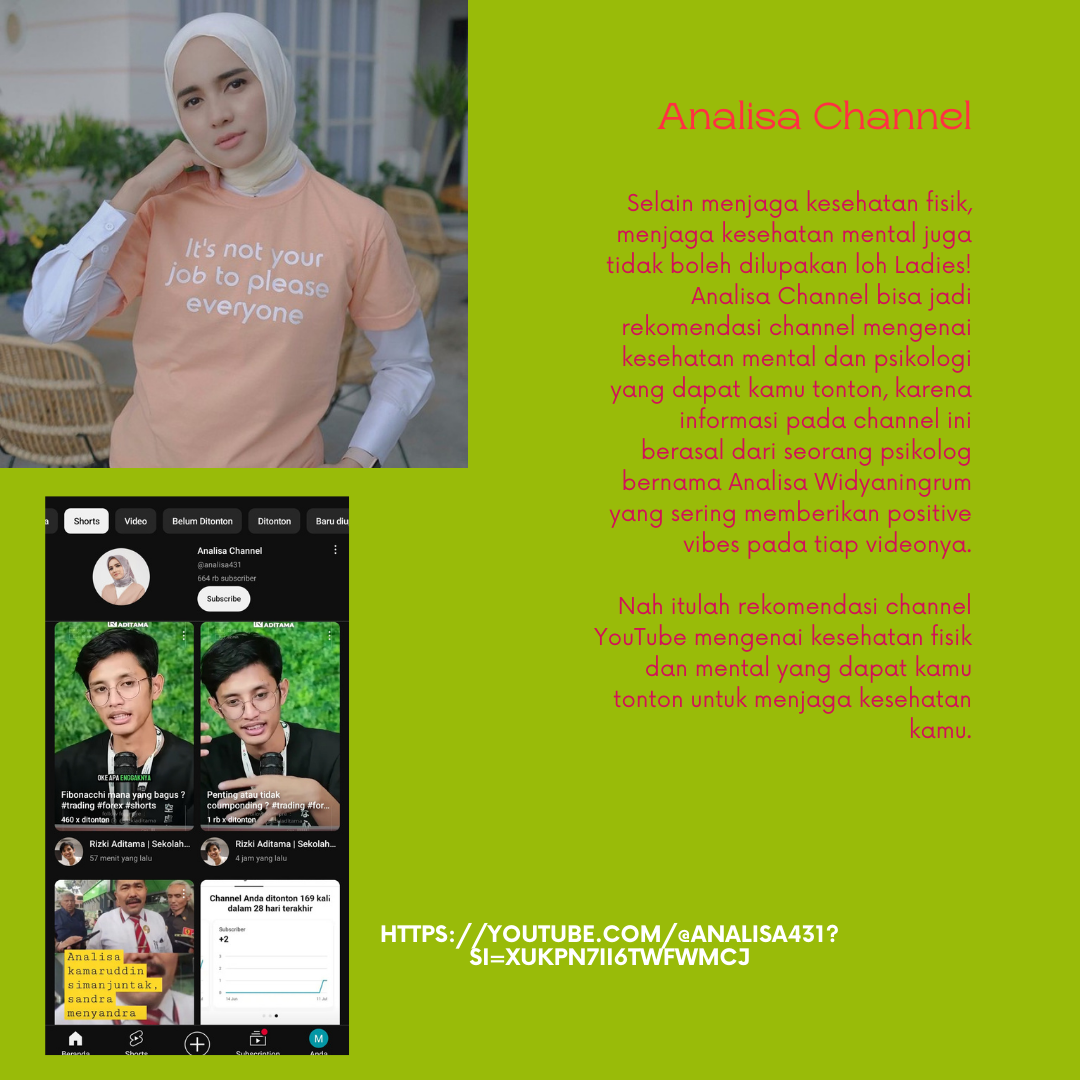 It's not your
job to please
everyone
Analisa Channel
Selain menjaga kesehatan fisik,
menjaga kesehatan mental juga
tidak boleh dilupakan loh Ladies!
Analisa Channel bisa jadi
rekomendasi channel mengenai
kesehatan mental dan psikologi
yang dapat kamu tonton, karena
informasi pada channel ini
berasal dari seorang psikolog
bernama Analisa Widyaningrum
yang sering memberikan positive
vibes pada tiap videonya.
Nah itulah rekomendasi channel
YouTube mengenai kesehatan fisik
dan mental yang dapat kamu
tonton untuk menjaga kesehatan
kamu.
Shorts Video Belum Ditonton Ditonton Baru diu
Analisa Channel
@analisa431
664 rb subscriber
Subscribe
ADITAMA
ADITAMA
OKE APA ENGGAKNYA
Fibonacchi mana yang bagus ?
#trading #forex #shorts
460 x ditonton
Penting atau tidak
coumponding ? #trading #for...
1 rb x ditonton
Rizki Aditama | Sekolah...
57 menit yang lalu
Rizki Aditama | Sekolah...
4 jam yang lalu
Analisa
kamaruddin
simanjuntak,
sandra
menyandra
Channel Anda ditonton 169 kali
dalam 28 hari terakhir
Subscriber
+2
Beranda Shorts Subscription Anda
M
HTTPS://YOUTUBE.COM/@ANALISA431?
SI=XUKPN7II6TWFWMCJ